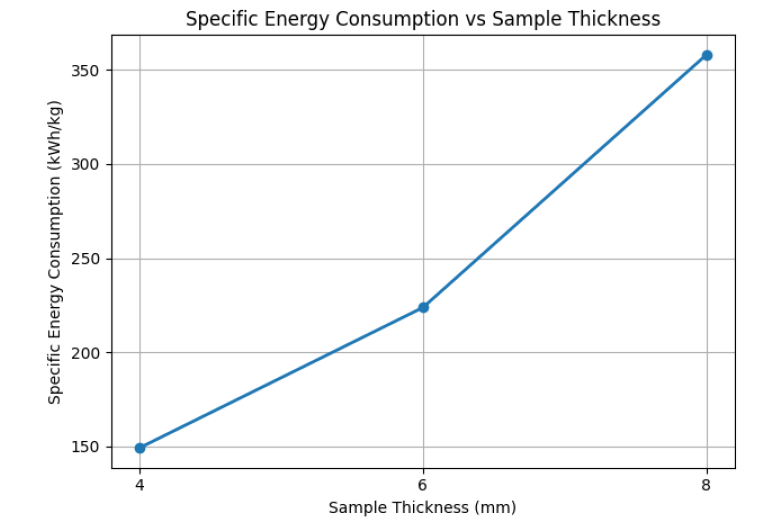 Specific Energy Consumption vs Sample Thickness
Specific Energy Consumption (kWh/kg)
350
300
250
200
150
4 6 8
Sample Thickness (mm)